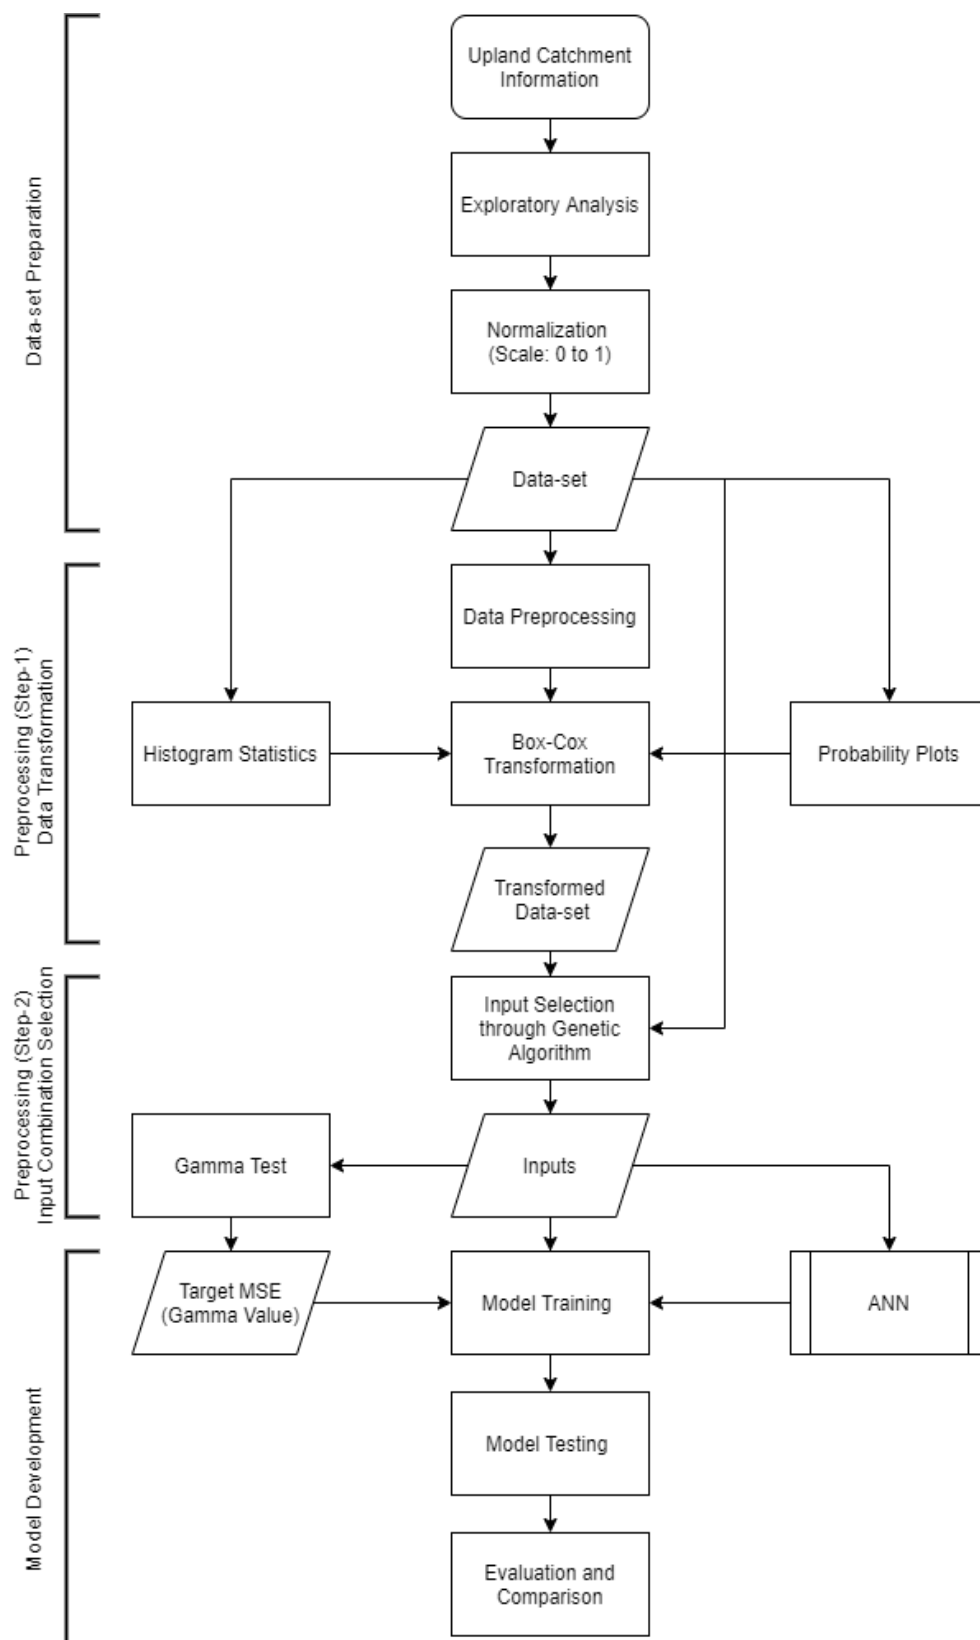 Upland Catchment
Information
Exploratory Analysis
Normalization
(Scale: 0 to 1)
Data-set
Data-set Preparation
Data Preprocessing
Histogram Statistics
Box-Cox
Transformation
Probability Plots
Transformed
Data-set
Preprocessing (Step-1)
Data Transformation
Input Selection
through Genetic
Algorithm
Gamma Test
Inputs
Preprocessing (Step-2)
Input Combination Selection
Target MSE
(Gamma Value)
Model Training
ANN
Model Testing
Evaluation and
Comparison
Model Development